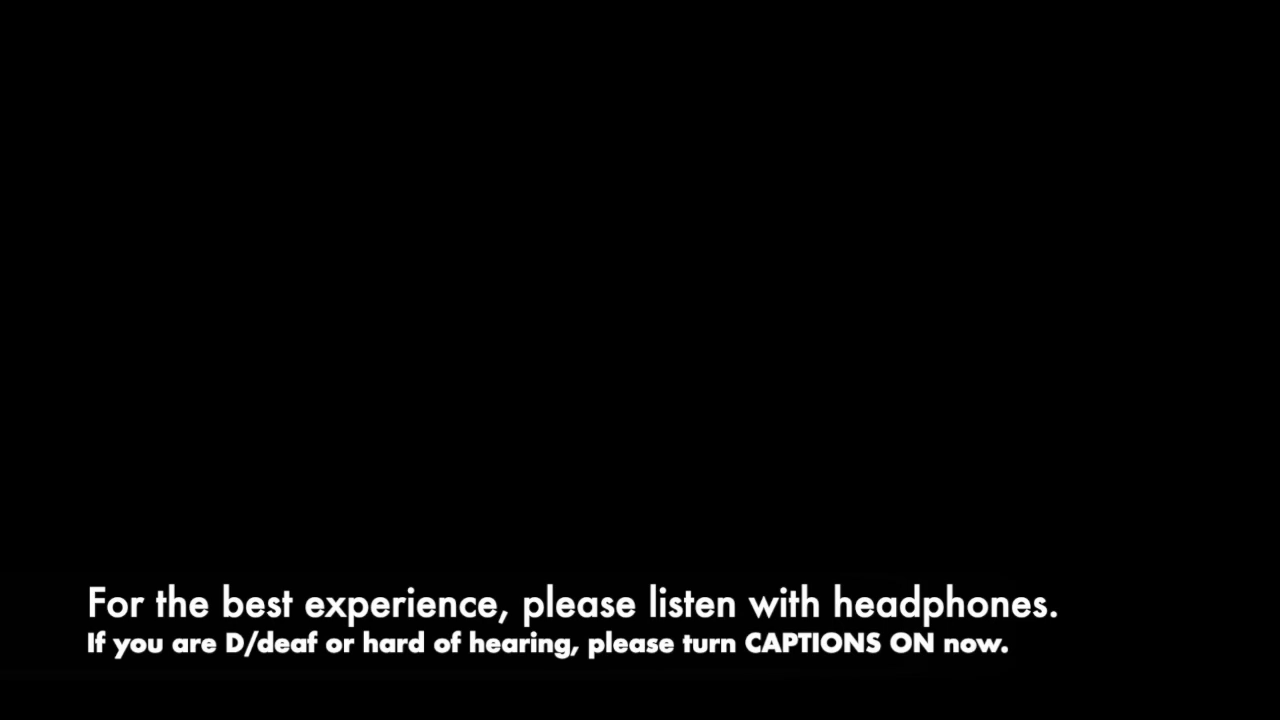 For the best experience, please listen with headphones.
If you are D/deaf or hard of hearing, please turn CAPTIONS ON now.